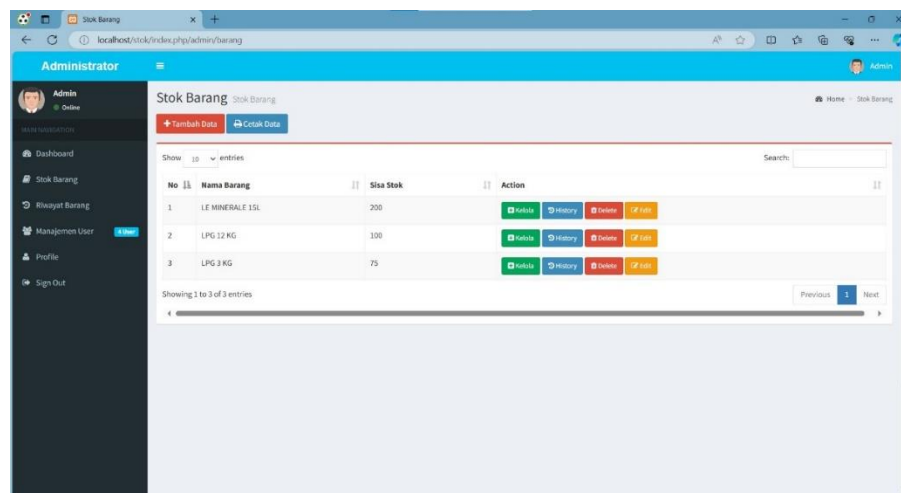 Stok Barang
localhost/stok/index.php/admin/barang
Administrator
Admin
Admin
Online
MAIN NAVIGATION
Dashboard
Stok Barang
Riwayat Barang
Manajemen User 4 User
Profile
Sign Out
Stok Barang Stok Barang
Home > Stok Barang
Tambah Data Cetak Data
Show 10 entries Search:
No Nama Barang Sisa Stok Action
1 LE MINERALE 15L 200 Kelola History Delete Edit
2 LPG 12 KG 100 Kelola History Delete Edit
3 LPG 3 KG 75 Kelola History Delete Edit
Showing 1 to 3 of 3 entries Previous 1 Next